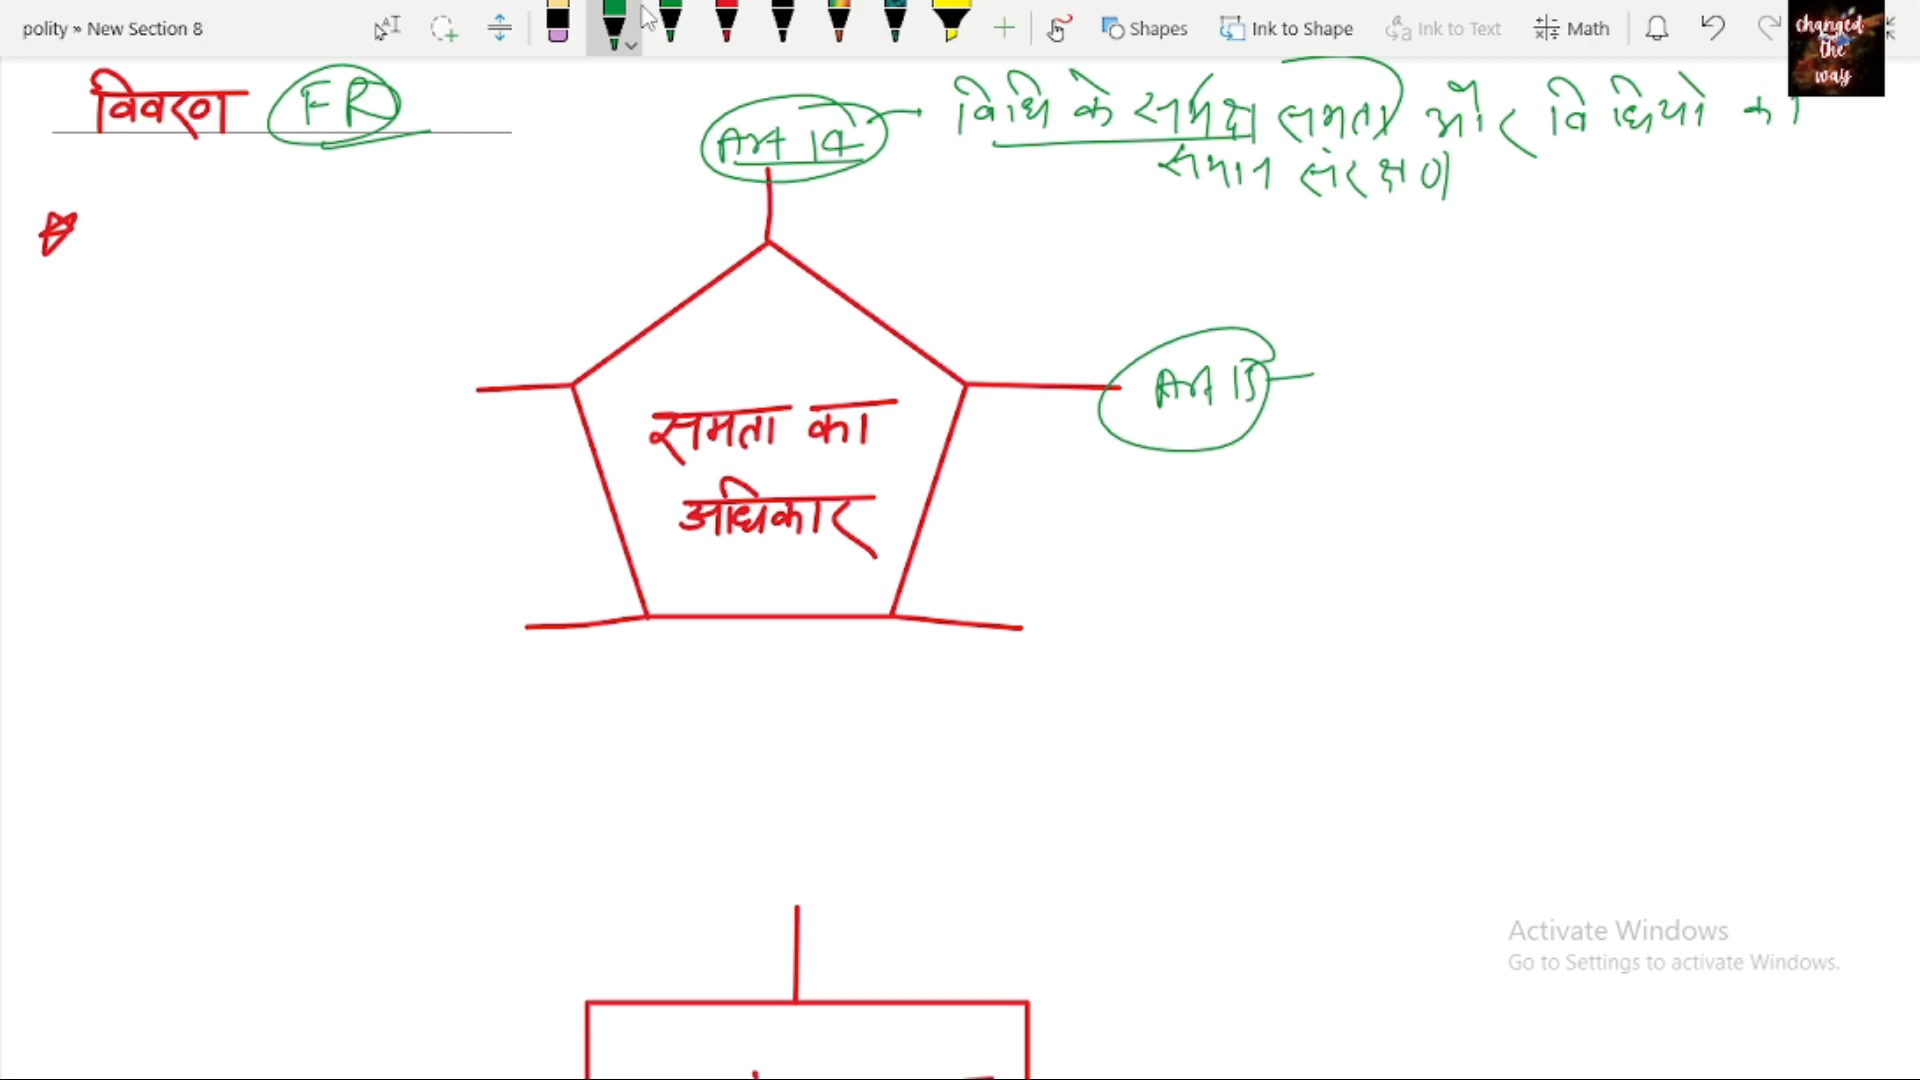 polity » New Section 8
Shapes
Ink to Shape
Ink to Text
Math
changed
the
way
विवरण FR
Art 14
विधि के समक्ष समता और विधियो का
समान संरक्षण
Art 15
समता का
अधिकार
Activate Windows
Go to Settings to activate Windows.